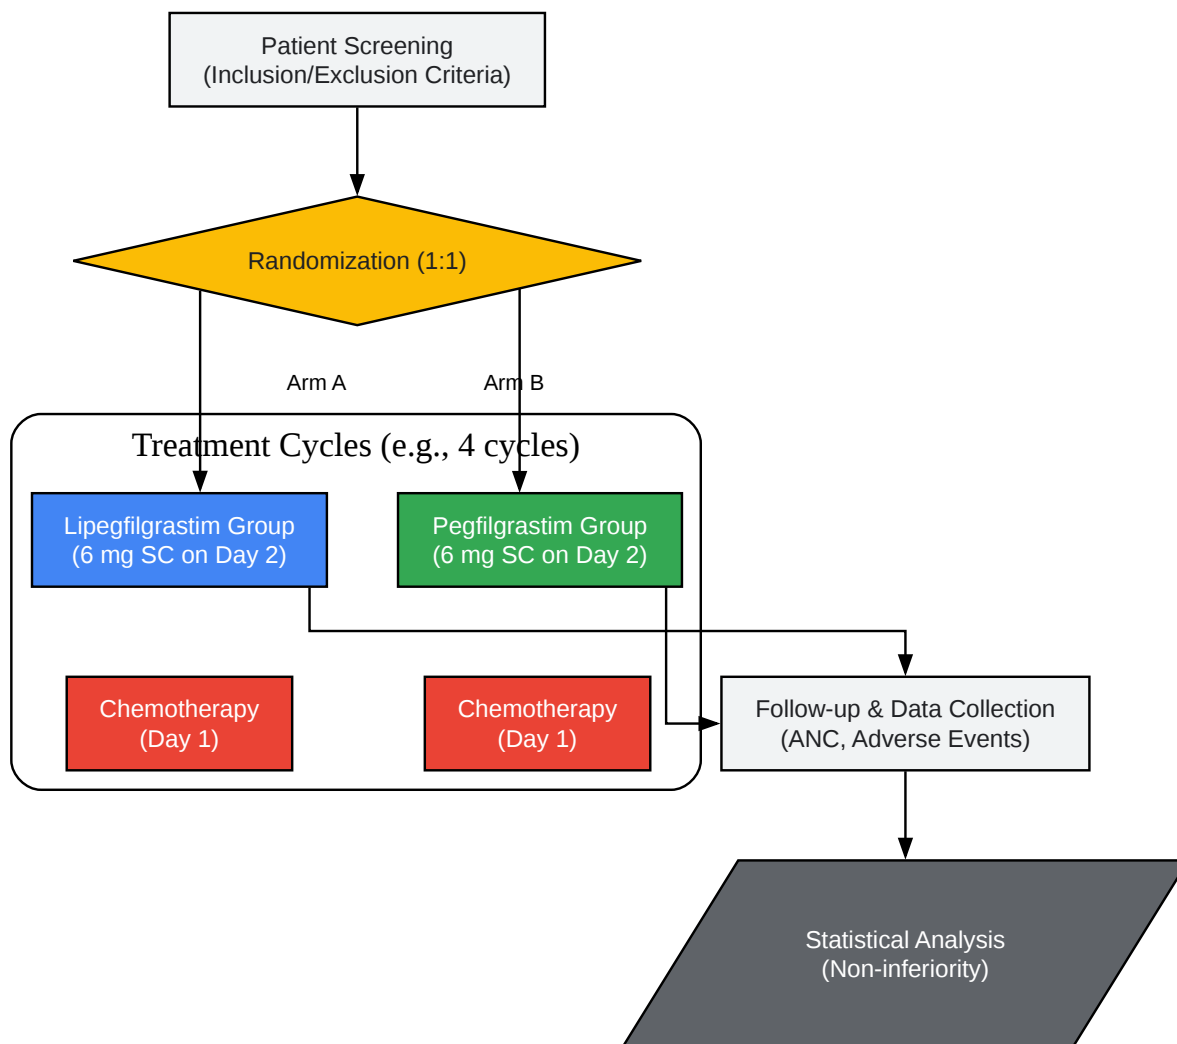 Patient Screening
(Inclusion/Exclusion Criteria)
Randomization (1:1)
Arm A
Arm B
Treatment Cycles (e.g., 4 cycles)
Lipegfilgrastim Group
(6 mg SC on Day 2)
Pegfilgrastim Group
(6 mg SC on Day 2)
Chemotherapy
(Day 1)
Chemotherapy
(Day 1)
Follow-up & Data Collection
(ANC, Adverse Events)
Statistical Analysis
(Non-inferiority)